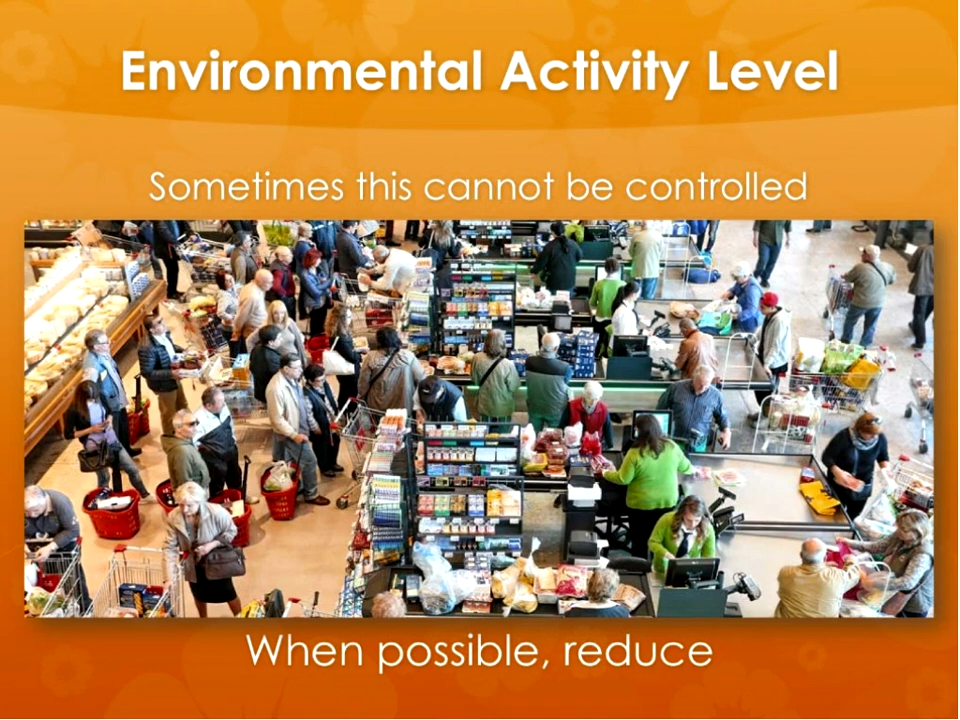 Environmental Activity Level
Sometimes this cannot be controlled
When possible, reduce